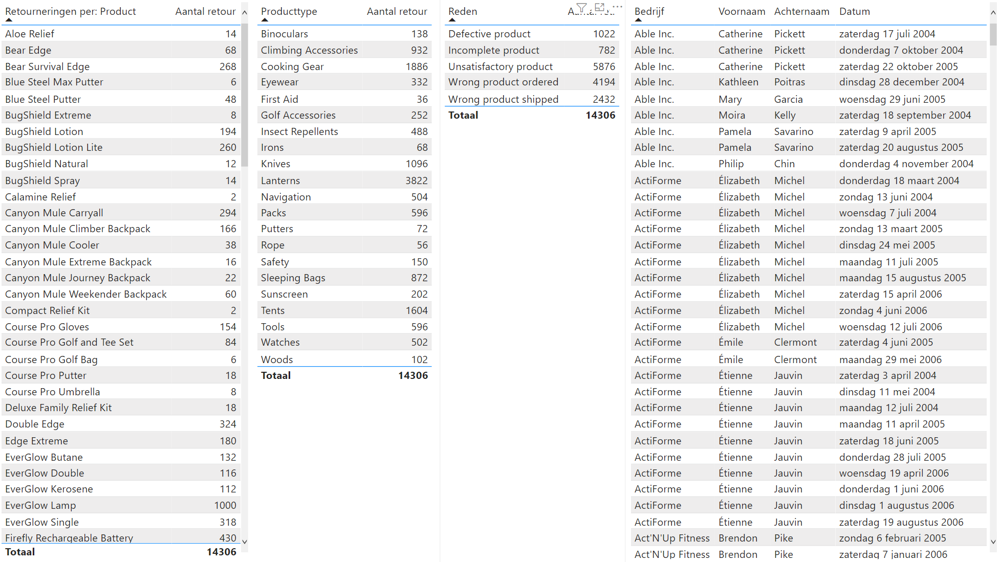 Retourneringen per: Product Aantal retour
Aloe Relief 14
Bear Edge 68
Bear Survival Edge 268
Blue Steel Max Putter 6
Blue Steel Putter 48
BugShield Extreme 8
BugShield Lotion 194
BugShield Lotion Lite 260
BugShield Natural 12
BugShield Spray 14
Calamine Relief 2
Canyon Mule Carryall 294
Canyon Mule Climber Backpack 166
Canyon Mule Cooler 38
Canyon Mule Extreme Backpack 16
Canyon Mule Journey Backpack 22
Canyon Mule Weekender Backpack 60
Compact Relief Kit 2
Course Pro Gloves 154
Course Pro Golf and Tee Set 84
Course Pro Golf Bag 6
Course Pro Putter 18
Course Pro Umbrella 8
Deluxe Family Relief Kit 18
Double Edge 324
Edge Extreme 180
EverGlow Butane 132
EverGlow Double 116
EverGlow Kerosene 112
EverGlow Lamp 1000
EverGlow Single 318
Firefly Rechargeable Battery 430
Totaal 14306
Producttype Aantal retour
Binoculars 138
Climbing Accessories 932
Cooking Gear 1886
Eyewear 332
First Aid 36
Golf Accessories 252
Insect Repellents 488
Irons 68
Knives 1096
Lanterns 3822
Navigation 504
Packs 596
Putters 72
Rope 56
Safety 150
Sleeping Bags 872
Sunscreen 202
Tents 1604
Tools 596
Watches 502
Woods 102
Totaal 14306
Reden
Defective product 1022
Incomplete product 782
Unsatisfactory product 5876
Wrong product ordered 4194
Wrong product shipped 2432
Totaal 14306
Bedrijf Voornaam Achternaam Datum
Able Inc. Catherine Pickett zaterdag 17 juli 2004
Able Inc. Catherine Pickett donderdag 7 oktober 2004
Able Inc. Catherine Pickett zaterdag 22 oktober 2005
Able Inc. Kathleen Poitras dinsdag 28 december 2004
Able Inc. Mary Garcia woensdag 29 juni 2005
Able Inc. Moira Kelly zaterdag 18 september 2004
Able Inc. Pamela Savarino zaterdag 9 april 2005
Able Inc. Pamela Savarino zaterdag 20 augustus 2005
Able Inc. Philip Chin donderdag 4 november 2004
ActiForme Élizabeth Michel donderdag 18 maart 2004
ActiForme Élizabeth Michel zondag 13 juni 2004
ActiForme Élizabeth Michel woensdag 7 juli 2004
ActiForme Élizabeth Michel zondag 13 maart 2005
ActiForme Élizabeth Michel dinsdag 24 mei 2005
ActiForme Élizabeth Michel maandag 11 juli 2005
ActiForme Élizabeth Michel maandag 15 augustus 2005
ActiForme Élizabeth Michel zaterdag 15 april 2006
ActiForme Élizabeth Michel zondag 4 juni 2006
ActiForme Élizabeth Michel woensdag 12 juli 2006
ActiForme Émile Clermont zaterdag 4 juni 2005
ActiForme Émile Clermont maandag 29 mei 2006
ActiForme Étienne Jauvin zaterdag 3 april 2004
ActiForme Étienne Jauvin dinsdag 11 mei 2004
ActiForme Étienne Jauvin maandag 12 juli 2004
ActiForme Étienne Jauvin maandag 11 april 2005
ActiForme Étienne Jauvin zaterdag 18 juni 2005
ActiForme Étienne Jauvin donderdag 28 juli 2005
ActiForme Étienne Jauvin woensdag 19 april 2006
ActiForme Étienne Jauvin donderdag 1 juni 2006
ActiForme Étienne Jauvin dinsdag 1 augustus 2006
ActiForme Étienne Jauvin zaterdag 19 augustus 2006
Act'N'Up Fitness Brendon Pike zondag 6 februari 2005
Act'N'Up Fitness Brendon Pike zaterdag 7 januari 2006